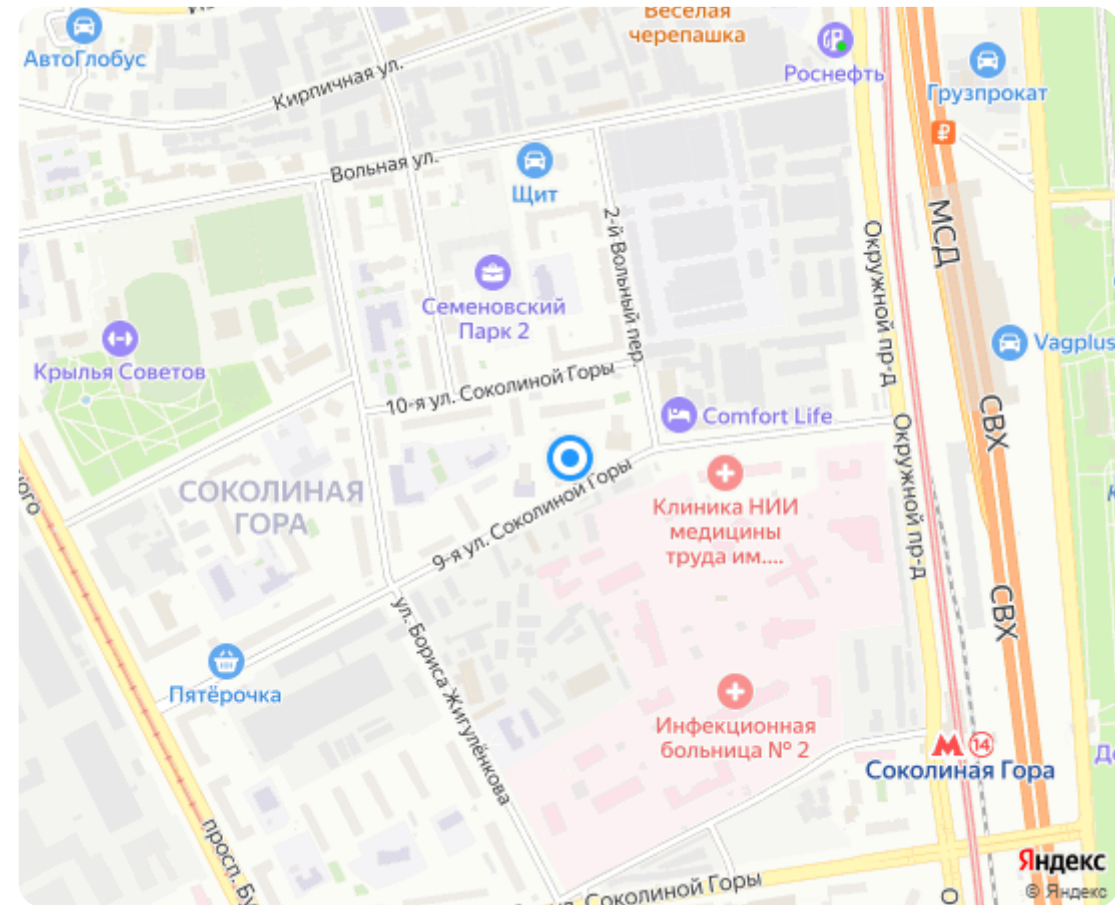 Веселая
черепашка
АвтоГлобус
Роснефть
Кирпичная ул.
Грузпрокат
Вольная ул.
Щит
МСД
2-й Вольный пер.
Окружной пр-д
Семеновский
Парк 2
Vagplus
Крылья Советов
10-я ул. Соколиной Горы
Comfort Life
СВХ
СОКОЛИНАЯ
ГОРА
9-я ул. Соколиной Горы
Клиника НИИ
медицины
труда им....
Окружной пр-д
СВХ
ул. Бориса Жигулёнкова
Пятёрочка
Инфекционная
больница № 2
М 14
Соколиная Гора
просп. Бу
ул. Соколиной Горы
Яндекс
© Яндекс